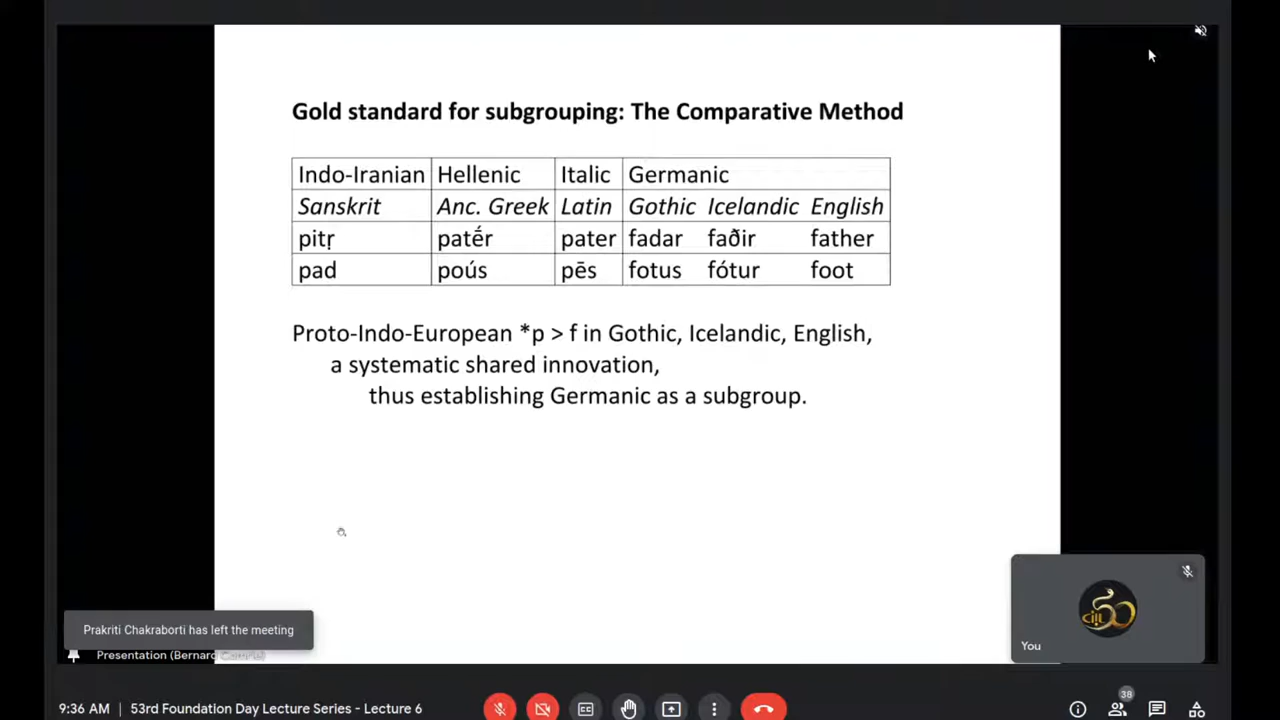 Gold standard for subgrouping: The Comparative Method
Indo-Iranian Hellenic Italic Germanic
Sanskrit Anc. Greek Latin Gothic Icelandic English
pitṛ patḗr pater fadar faðir father
pad poús pēs fotus fótur foot
Proto-Indo-European *p > f in Gothic, Icelandic, English,
a systematic shared innovation,
thus establishing Germanic as a subgroup.
Prakriti Chakraborti has left the meeting
Presentation (Bernard
You
38
9:36 AM | 53rd Foundation Day Lecture Series - Lecture 6